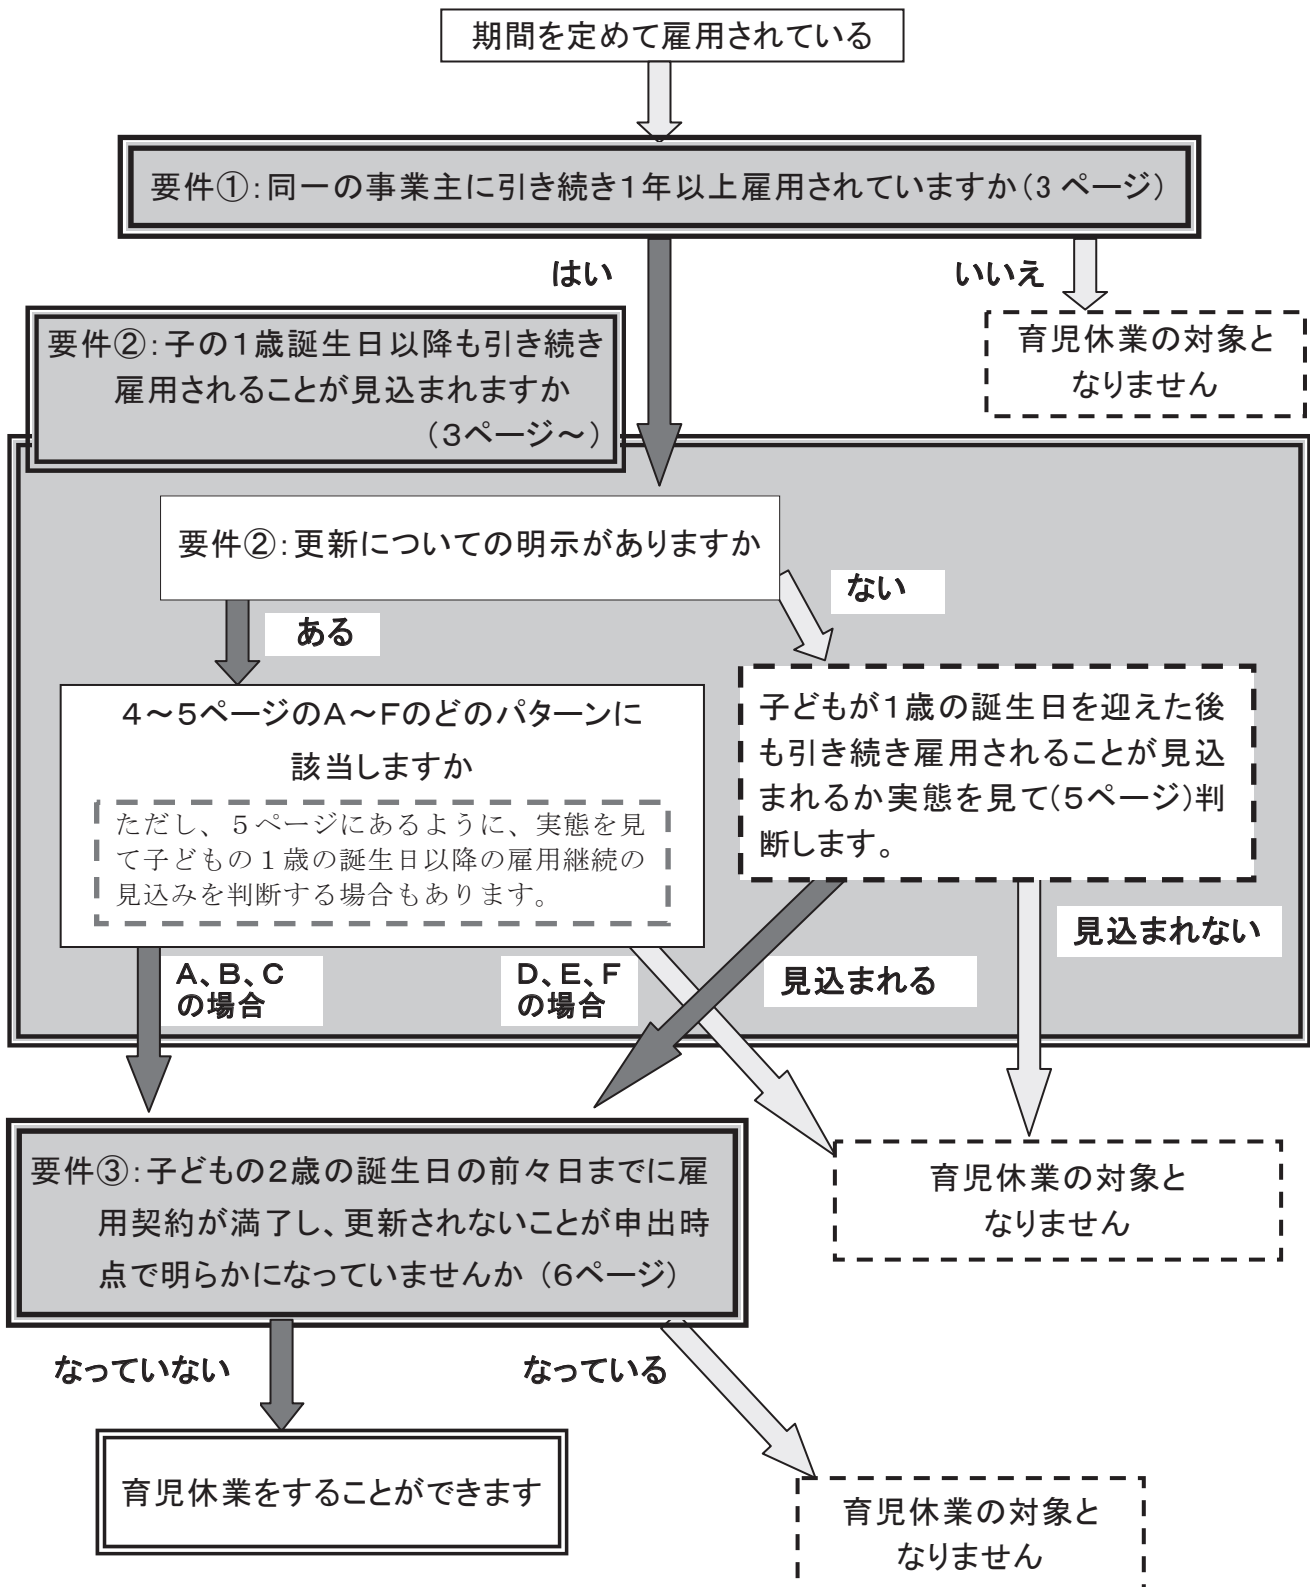 期間を定めて雇用されている
要件①：同一の事業主に引き続き１年以上雇用されていますか（3 ページ）
はい
いいえ
育児休業の対象と
なりません
要件②：子の１歳誕生日以降も引き続き
雇用されることが見込まれますか
（３ページ～）
要件②：更新についての明示がありますか
ある
ない
４～５ページのＡ～Ｆのどのパターンに
該当しますか
ただし、５ページにあるように、実態を見
て子どもの１歳の誕生日以降の雇用継続の
見込みを判断する場合もあります。
子どもが１歳の誕生日を迎えた後
も引き続き雇用されることが見込
まれるか実態を見て（５ページ）判
断します。
Ａ、Ｂ、Ｃ
の場合
Ｄ、Ｅ、Ｆ
の場合
見込まれる
見込まれない
育児休業の対象と
なりません
要件③：子どもの２歳の誕生日の前々日までに雇
用契約が満了し、更新されないことが申出時
点で明らかになっていませんか（６ページ）
なっていない
なっている
育児休業をすることができます
育児休業の対象と
なりません